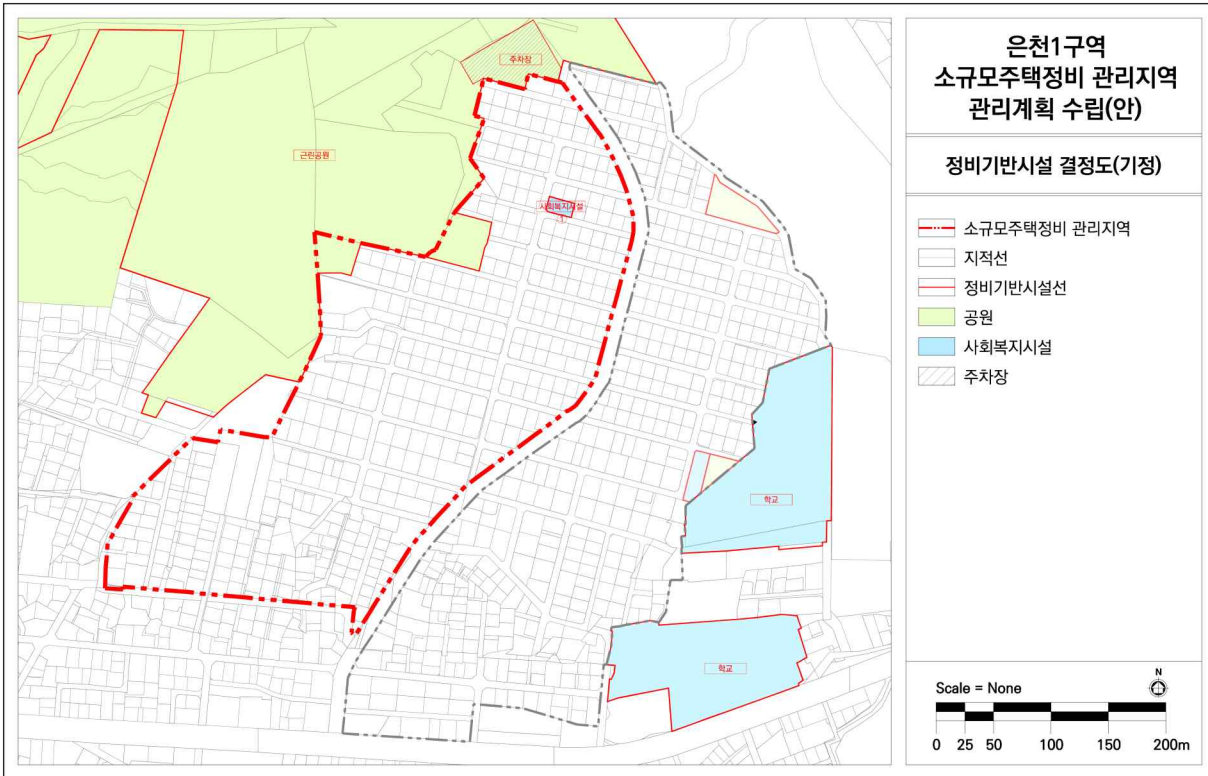 은천1구역
소규모주택정비 관리지역
관리계획 수립(안)
정비기반시설 결정도(기정)
소규모주택정비 관리지역
지적선
정비기반시설선
공원
사회복지시설
주차장
Scale = None
N
0 25 50 100 150 200m
주차장
근린공원
사회복지시설
1
학교
학교